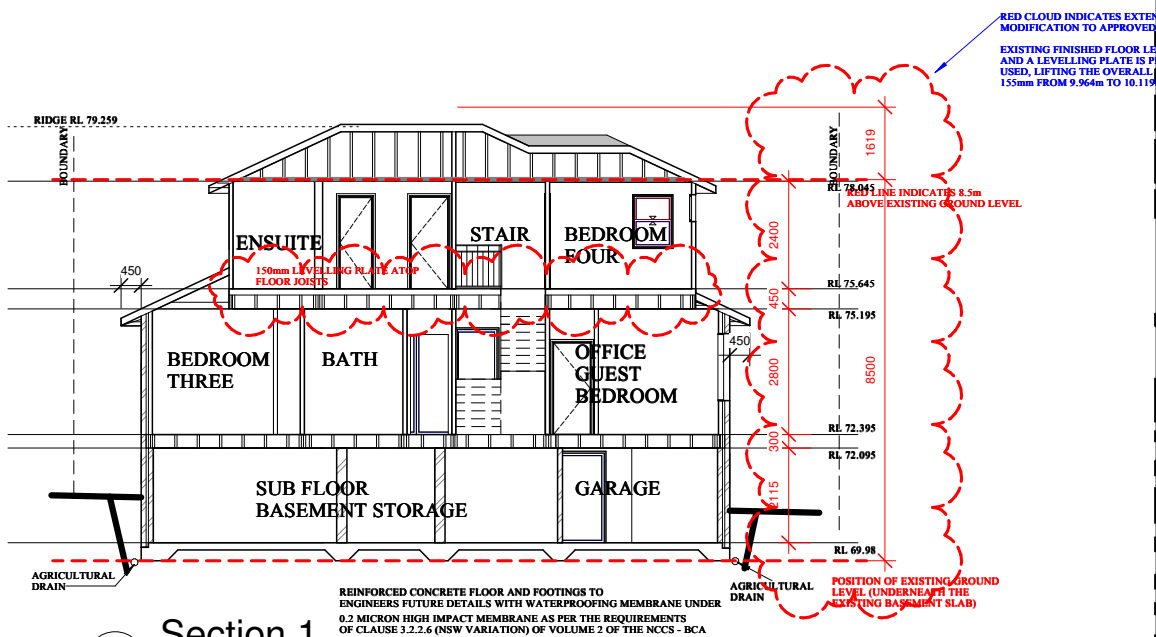 RED CLOUD INDICATES
MODIFICATION TO APPROVED
EXISTING FINISHED FLOOR
AND A LEVELLING PLATE IS
USED, LIFTING THE OVERALL
155mm FROM 9.964m TO 10.119
RIDGE RL 79.259
BOUNDARY
BOUNDARY
1619
RL 78.045
RED LINE INDICATES 8.5m
ABOVE EXISTING GROUND LEVEL
ENSUITE
STAIR
BEDROOM
FOUR
2400
150mm LEVELLING PLATE ATOP
FLOOR JOISTS
450
RL 75.645
450
RL 75.195
BEDROOM
THREE
BATH
OFFICE
GUEST
BEDROOM
450
2800
8500
RL 72.395
300
RL 72.095
SUB FLOOR
BASEMENT STORAGE
GARAGE
2115
RL 69.98
AGRICULTURAL
DRAIN
AGRICULTURAL
DRAIN
POSITION OF EXISTING GROUND
LEVEL (UNDERNEATH THE
EXISTING BASEMENT SLAB)
REINFORCED CONCRETE FLOOR AND FOOTINGS TO
ENGINEERS FUTURE DETAILS WITH WATERPROOFING MEMBRANE UNDER
0.2 MICRON HIGH IMPACT MEMBRANE AS PER THE REQUIREMENTS
OF CLAUSE 3.2.2.6 (NSW VARIATION) OF VOLUME 2 OF THE NCCS - BCA
Section 1